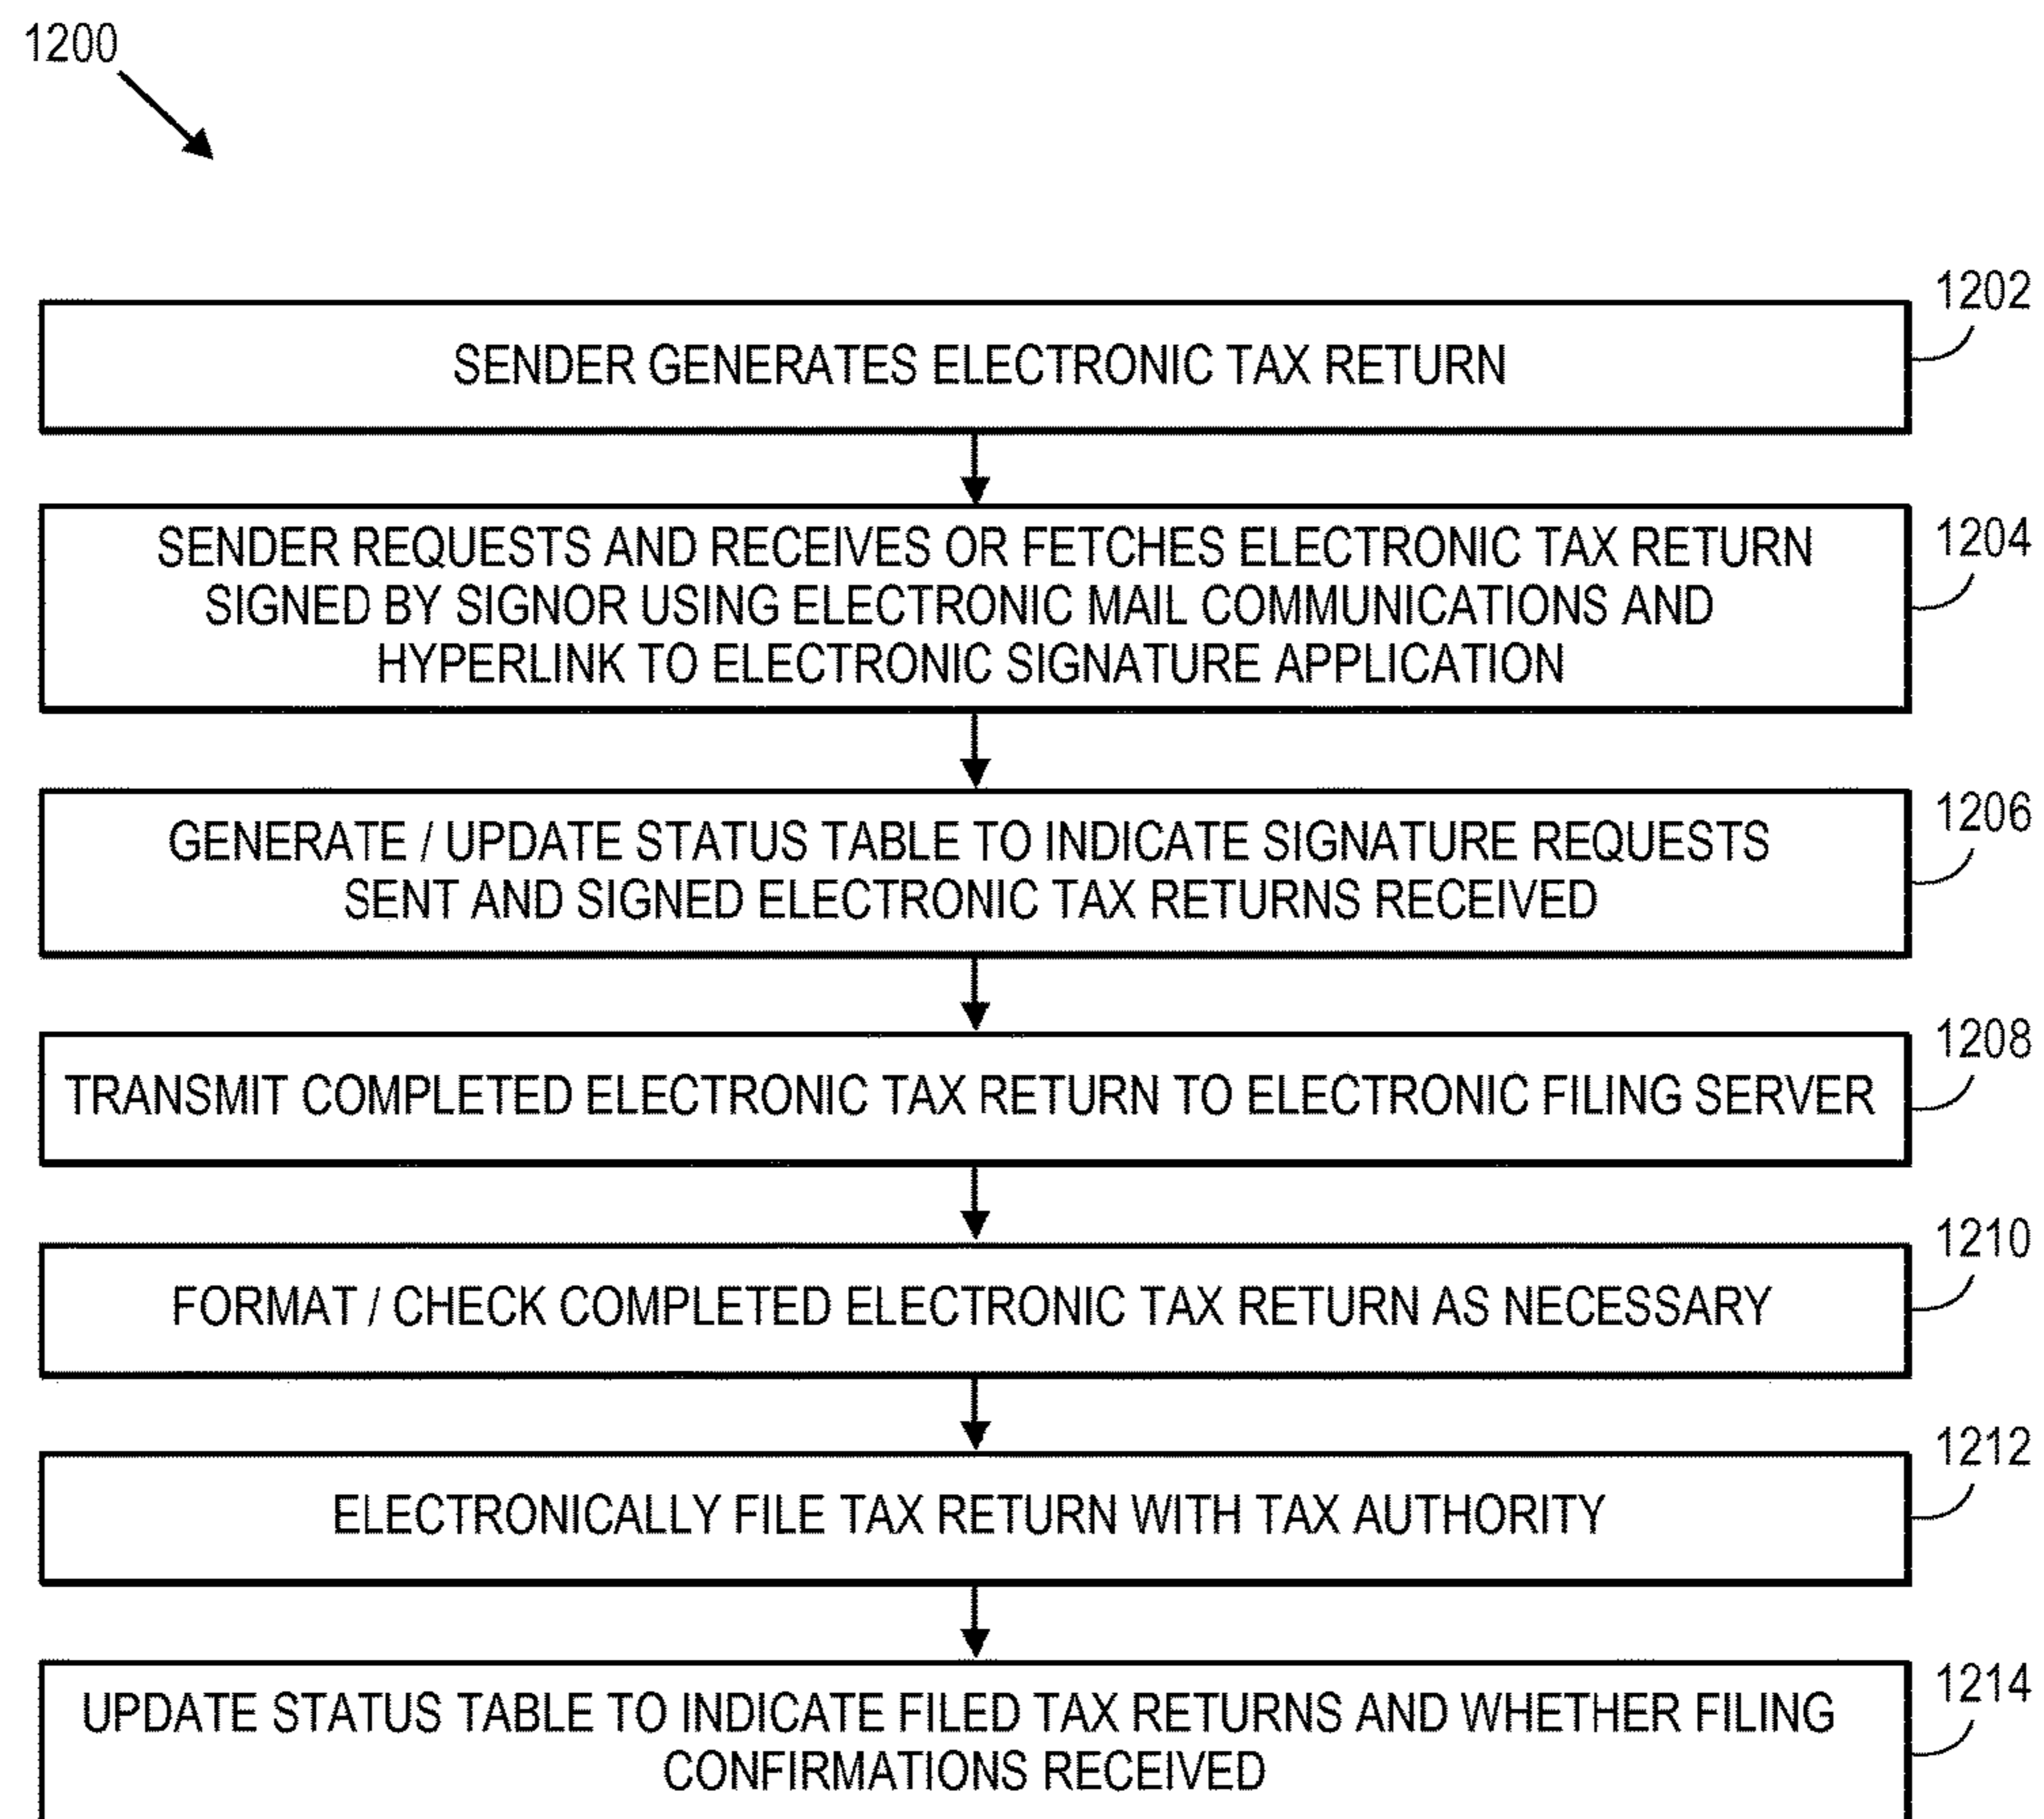 1200
1202
SENDER GENERATES ELECTRONIC TAX RETURN
1204
SENDER REQUESTS AND RECEIVES OR FETCHES ELECTRONIC TAX RETURN
SIGNED BY SIGNOR USING ELECTRONIC MAIL COMMUNICATIONS AND
HYPERLINK TO ELECTRONIC SIGNATURE APPLICATION
1206
GENERATE / UPDATE STATUS TABLE TO INDICATE SIGNATURE REQUESTS
SENT AND SIGNED ELECTRONIC TAX RETURNS RECEIVED
1208
TRANSMIT COMPLETED ELECTRONIC TAX RETURN TO ELECTRONIC FILING SERVER
1210
FORMAT / CHECK COMPLETED ELECTRONIC TAX RETURN AS NECESSARY
1212
ELECTRONICALLY FILE TAX RETURN WITH TAX AUTHORITY
1214
UPDATE STATUS TABLE TO INDICATE FILED TAX RETURNS AND WHETHER FILING
CONFIRMATIONS RECEIVED